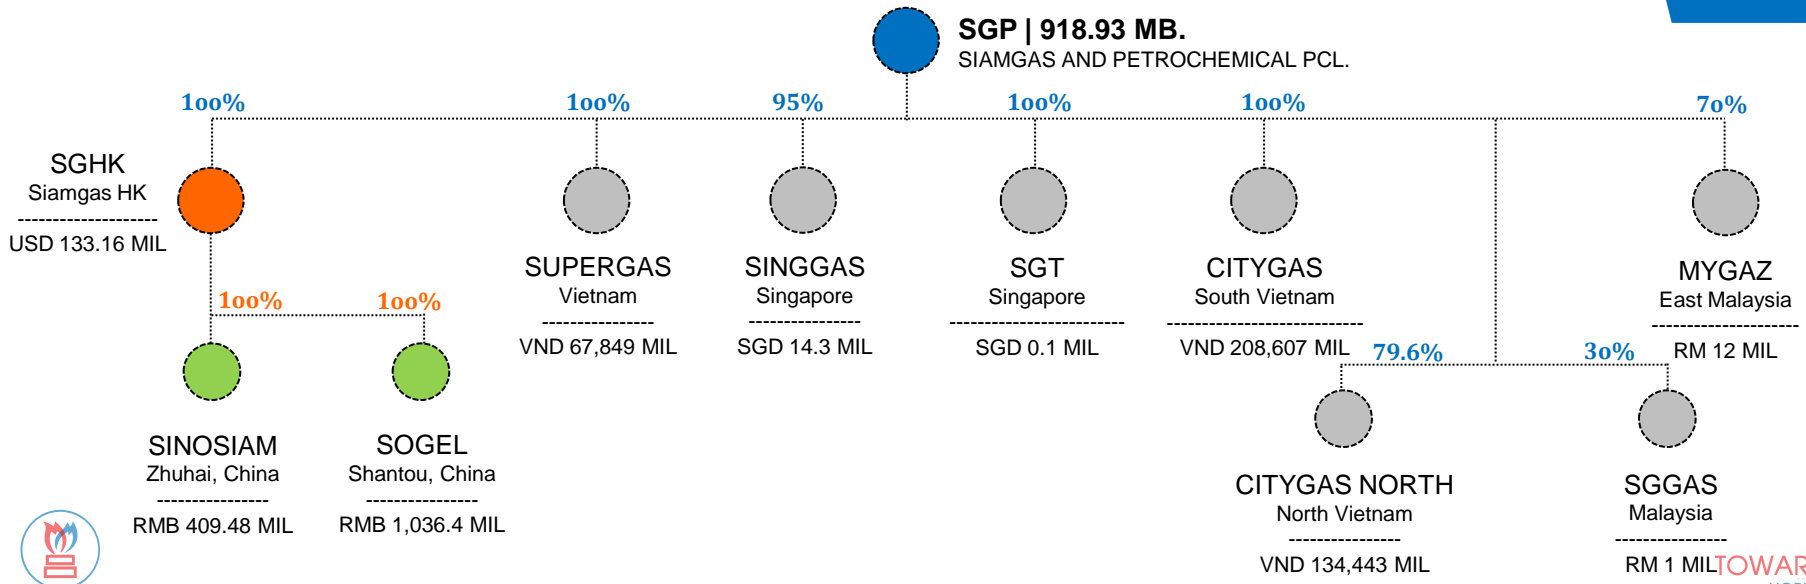 SGP | 918.93 MB.
SIAMGAS AND PETROCHEMICAL PCL.
100%
100%
95%
100%
100%
70%
SGHK
Siamgas HK
--------------------
USD 133.16 MIL
100%
100%
SUPERGAS
Vietnam
----------------
VND 67,849 MIL
SINGGAS
Singapore
----------------
SGD 14.3 MIL
SGT
Singapore
-------------------------
SGD 0.1 MIL
CITYGAS
South Vietnam
----------------------------
VND 208,607 MIL
MYGAZ
East Malaysia
---------------------
RM 12 MIL
79.6%
30%
SINOSIAM
Zhuhai, China
----------------
RMB 409.48 MIL
SOGEL
Shantou, China
----------------
RMB 1,036.4 MIL
CITYGAS NORTH
North Vietnam
----------------
VND 134,443 MIL
SGGAS
Malaysia
----------------
RM 1 MIL